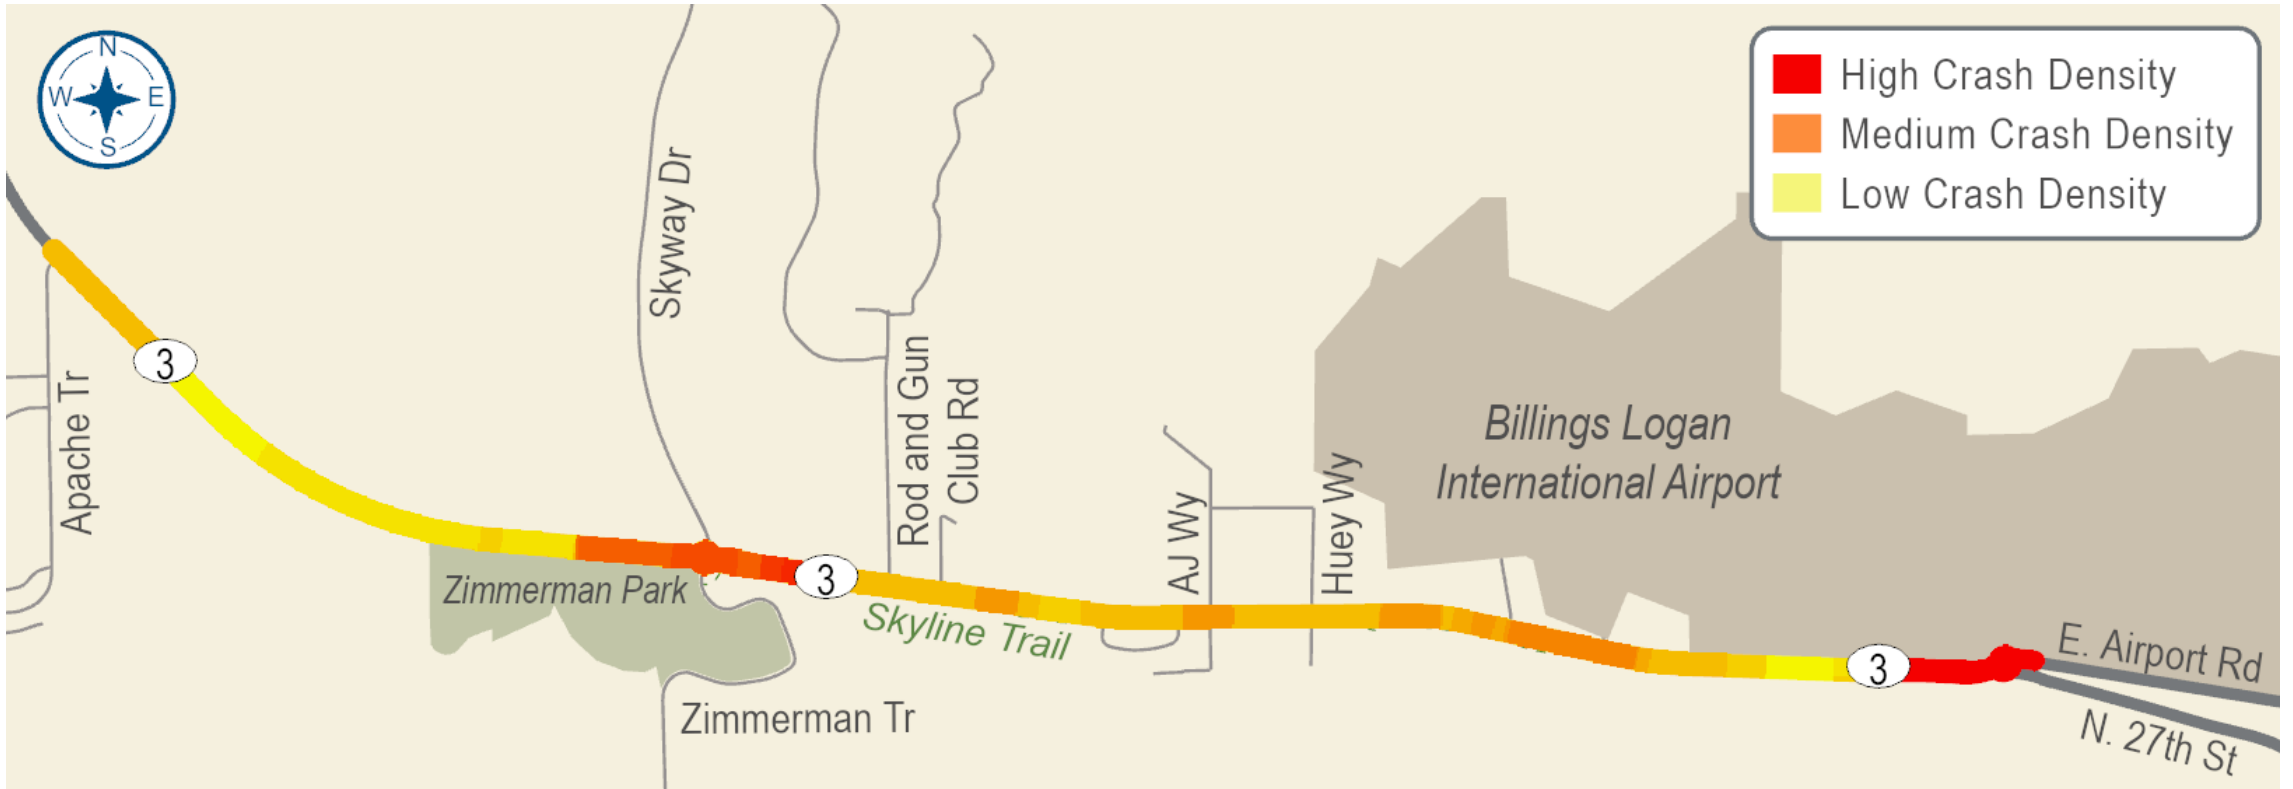 N
W
E
S
High Crash Density
Medium Crash Density
Low Crash Density
3
Apache Tr
Skyway Dr
Rod and Gun
Club Rd
Zimmerman Park
3
Skyline Trail
Zimmerman Tr
AJ Wy
Huey Wy
Billings Logan
International Airport
3
E. Airport Rd
N. 27th St